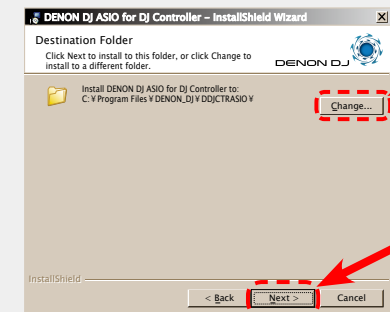 DENON DJ ASIO for DJ Controller – InstallShield Wizard
Destination Folder
Click Next to install to this folder, or click Change to
install to a different folder.
DENON DJ
Install DENON DJ ASIO for DJ Controller to:
C:¥Program Files¥DENON_DJ¥DDJCTRASIO¥
Change...
InstallShield
< Back
Next >
Cancel